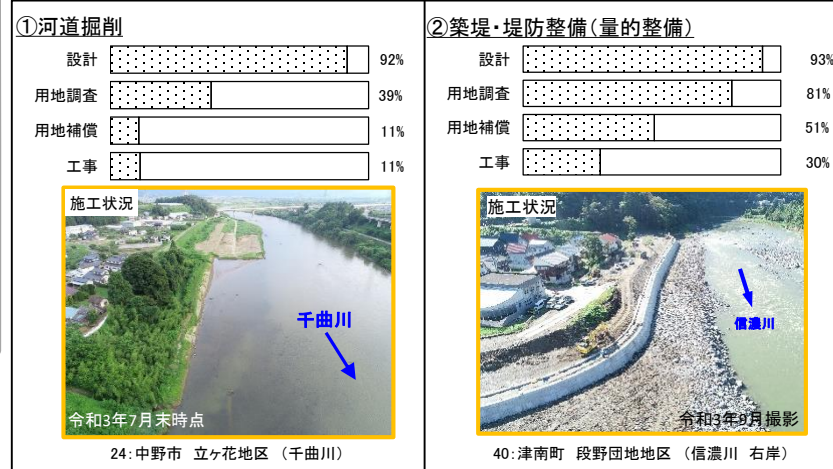 ①河道掘削
設計 92%
用地調査 39%
用地補償 11%
工事 11%
施工状況
千曲川
令和3年7月末時点
24:中野市 立ヶ花地区 (千曲川)
②築堤・堤防整備(量的整備)
設計 93%
用地調査 81%
用地補償 51%
工事 30%
施工状況
信濃川
令和3年9月撮影
40:津南町 段野団地地区 (信濃川 右岸)